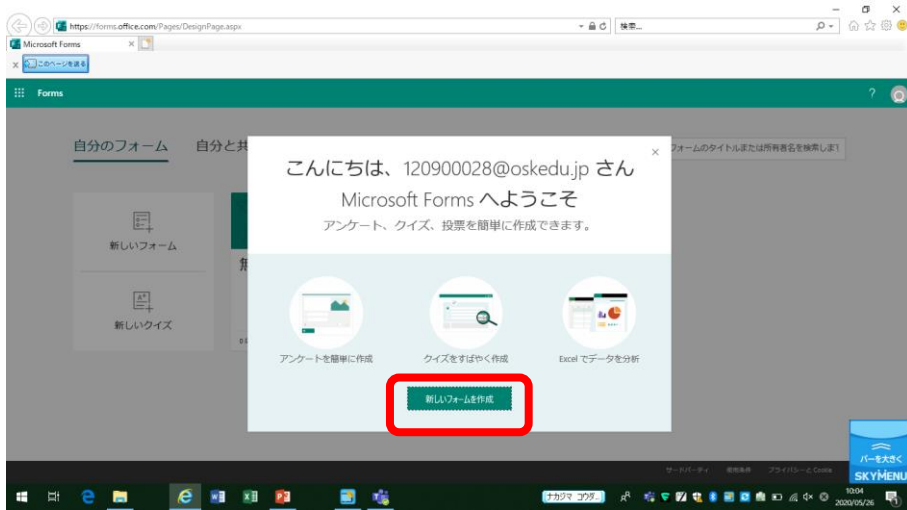 https://forms.office.com/Pages/DesignPage.aspx
検索...
Microsoft Forms
このページを送る
Forms
?
自分のフォーム
自分と共
フォームのタイトルまたは所有者名を検索しま
こんにちは、120900028@oskedu.jp さん
Microsoft Forms へようこそ
アンケート、クイズ、投票を簡単に作成できます。
新しいフォーム
新しいクイズ
アンケートを簡単に作成
クイズをすばやく作成
Excel でデータを分析
新しいフォームを作成
サード パーティ
使用条件
プライバシーと Cookie
バーを大きく
SKYMENU
ナカガワ コウダ..
10:04
2020/05/26